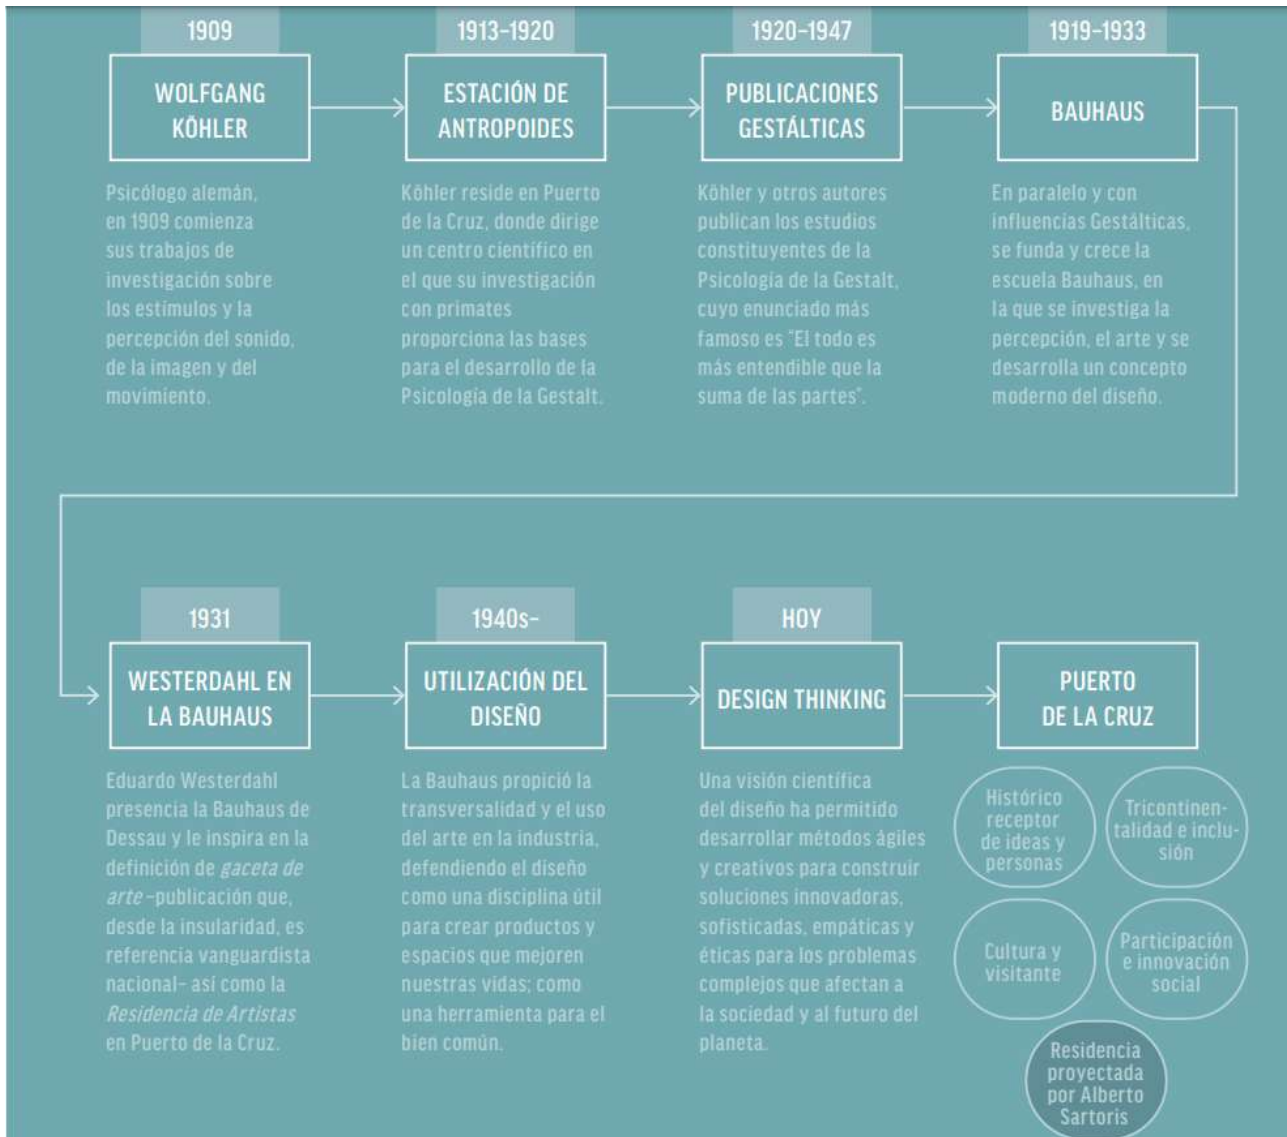 1909
WOLFGANG
KÖHLER
Psicólogo alemán,
en 1909 comienza
sus trabajos de
investigación sobre
los estímulos y la
percepción del sonido,
de la imagen y del
movimiento.
1913–1920
ESTACIÓN DE
ANTROPOIDES
Köhler reside en Puerto
de la Cruz, donde dirige
un centro científico en
el que su investigación
con primates
proporciona las bases
para el desarrollo de la
Psicología de la Gestalt.
1920–1947
PUBLICACIONES
GESTÁLTICAS
Köhler y otros autores
publican los estudios
constituyentes de la
Psicología de la Gestalt,
cuyo enunciado más
famoso es "El todo es
más entendible que la
suma de las partes".
1919–1933
BAUHAUS
En paralelo y con
influencias Gestálticas,
se funda y crece la
escuela Bauhaus, en
la que se investiga la
percepción, el arte y se
desarrolla un concepto
moderno del diseño.
1931
WESTERDAHL EN
LA BAUHAUS
Eduardo Westerdahl
presencia la Bauhaus de
Dessau y le inspira en la
definición de gaceta de
arte –publicación que,
desde la insularidad, es
referencia vanguardista
nacional– así como la
Residencia de Artistas
en Puerto de la Cruz.
1940s–
UTILIZACIÓN DEL
DISEÑO
La Bauhaus propició la
transversalidad y el uso
del arte en la industria,
defendiendo el diseño
como una disciplina útil
para crear productos y
espacios que mejoren
nuestras vidas; como
una herramienta para el
bien común.
HOY
DESIGN THINKING
Una visión científica
del diseño ha permitido
desarrollar métodos ágiles
y creativos para construir
soluciones innovadoras,
sofisticadas, empáticas y
éticas para los problemas
complejos que afectan a
la sociedad y al futuro del
planeta.
PUERTO
DE LA CRUZ
Histórico
receptor
de ideas y
personas
Tricontinen-
talidad e inclu-
sión
Cultura y
visitante
Participación
e innovación
social
Residencia
proyectada
por Alberto
Sartoris